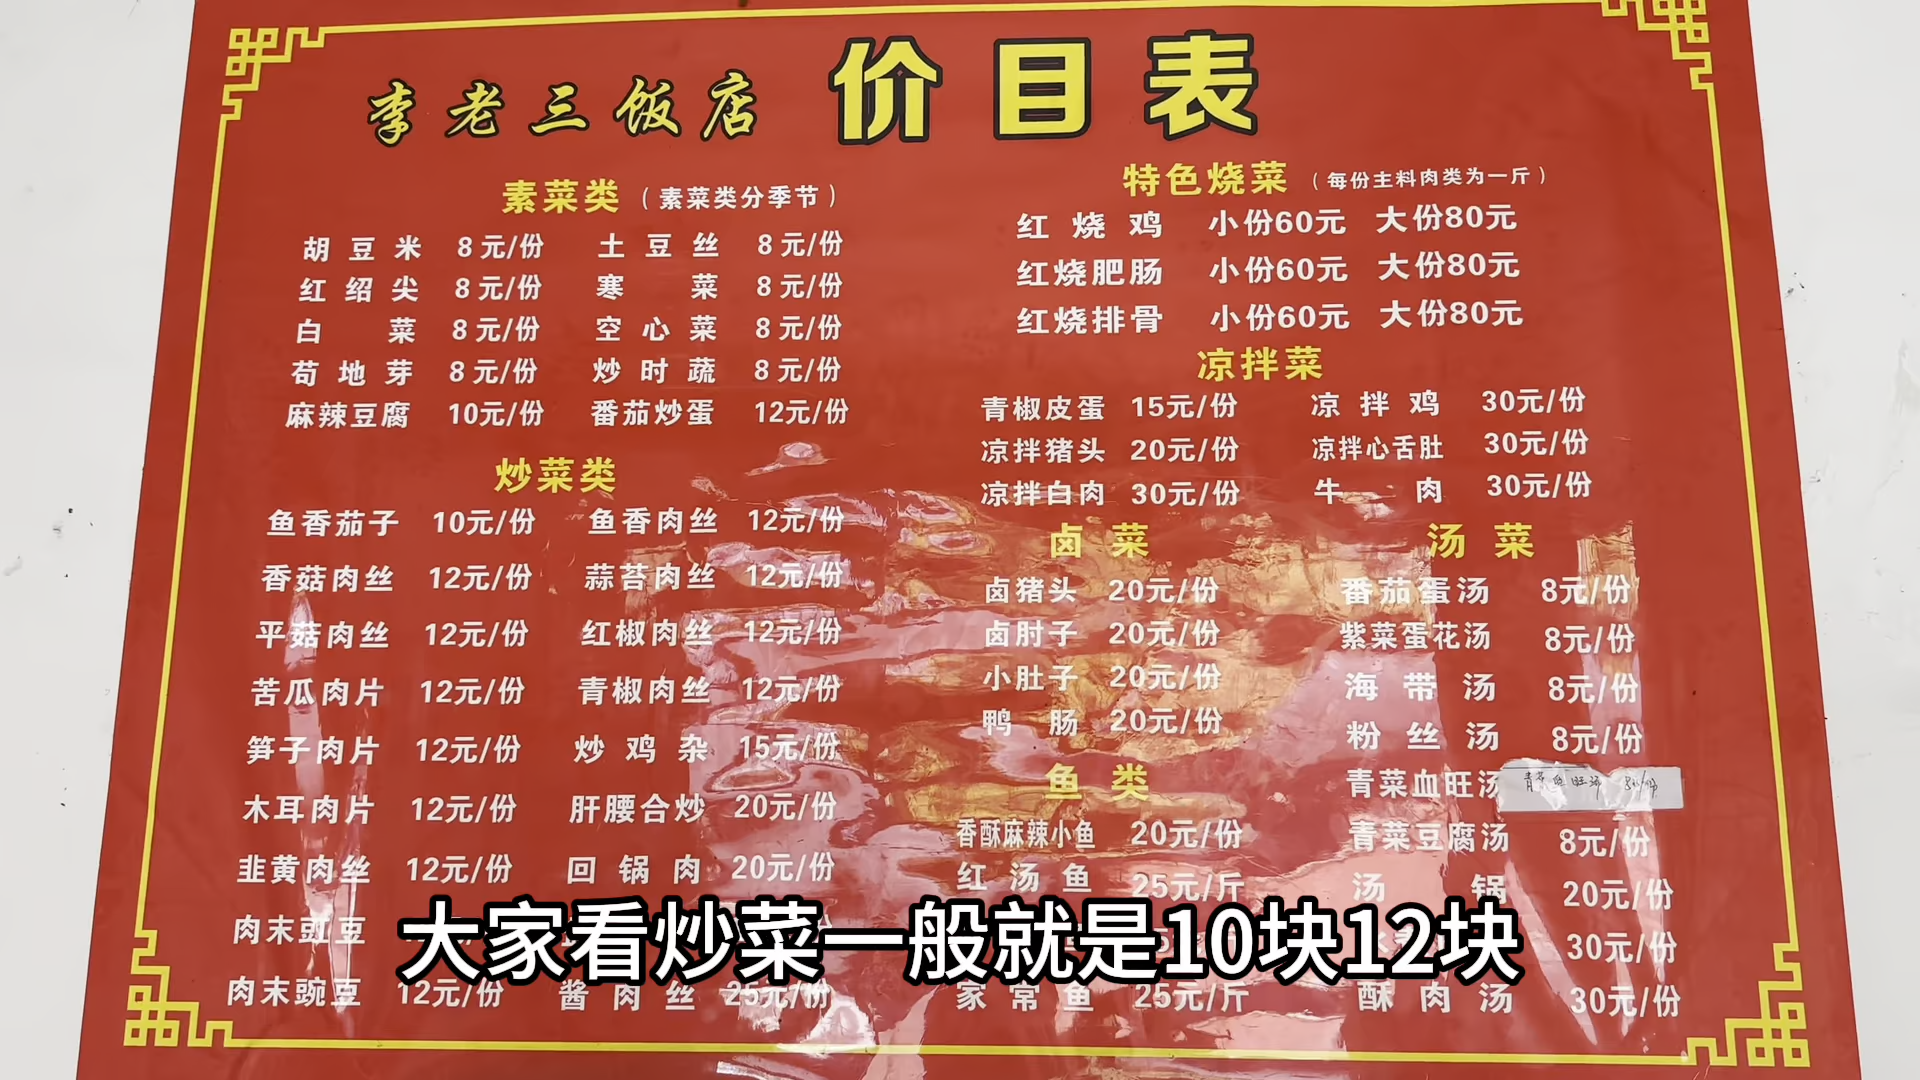 李老三饭店 价目表
素菜类（素菜类分季节）
胡豆米 8元/份 土豆丝 8元/份
红绍尖 8元/份 寒菜 8元/份
白菜 8元/份 空心菜 8元/份
苟地芽 8元/份 炒时蔬 8元/份
麻辣豆腐 10元/份 番茄炒蛋 12元/份
炒菜类
鱼香茄子 10元/份 鱼香肉丝 12元/份
香菇肉丝 12元/份 蒜苔肉丝 12元/份
平菇肉丝 12元/份 红椒肉丝 12元/份
苦瓜肉片 12元/份 青椒肉丝 12元/份
笋子肉片 12元/份 炒鸡杂 15元/份
木耳肉片 12元/份 肝腰合炒 20元/份
韭黄肉丝 12元/份 回锅肉 20元/份
肉末豇豆
肉末豌豆 12元/份 酱肉丝 25元/份
特色烧菜（每份主料肉类为一斤）
红烧鸡 小份60元 大份80元
红烧肥肠 小份60元 大份80元
红烧排骨 小份60元 大份80元
凉拌菜
青椒皮蛋 15元/份 凉拌鸡 30元/份
凉拌猪头 20元/份 凉拌心舌肚 30元/份
凉拌白肉 30元/份 牛肉 30元/份
卤菜
卤猪头 20元/份
卤肘子 20元/份
小肚子 20元/份
鸭肠 20元/份
鱼类
香酥麻辣小鱼 20元/份
红汤鱼 25元/斤
家常鱼 25元/斤
汤菜
番茄蛋汤 8元/份
紫菜蛋花汤 8元/份
海带汤 8元/份
粉丝汤 8元/份
青菜血旺汤
青菜豆腐汤 8元/份
汤锅 20元/份
30元/份
酥肉汤 30元/份
大家看炒菜一般就是10块12块